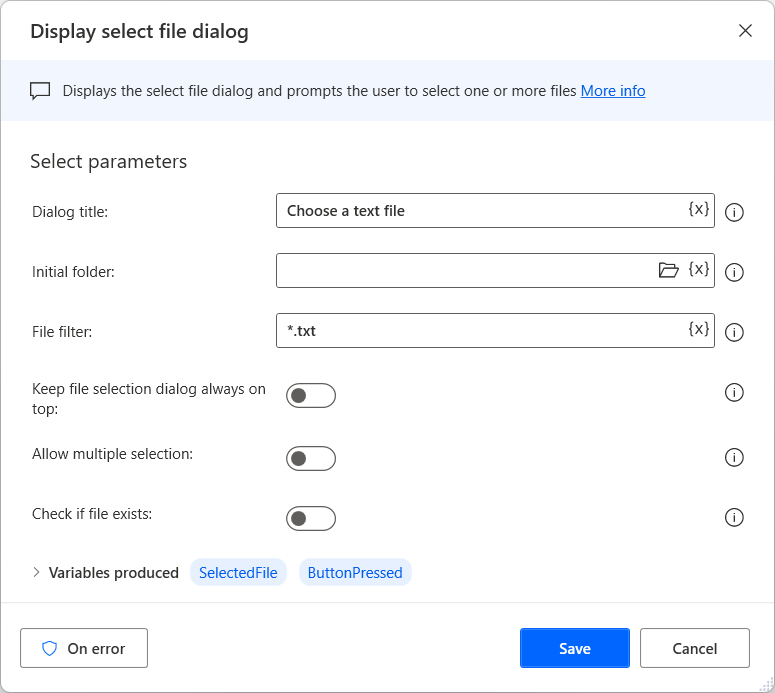 Display select file dialog
Displays the select file dialog and prompts the user to select one or more files More info
Select parameters
Dialog title:
Choose a text file
{x}
Initial folder:
{x}
File filter:
*.txt
{x}
Keep file selection dialog always on
top:
Allow multiple selection:
Check if file exists:
Variables produced SelectedFile ButtonPressed
On error Save Cancel